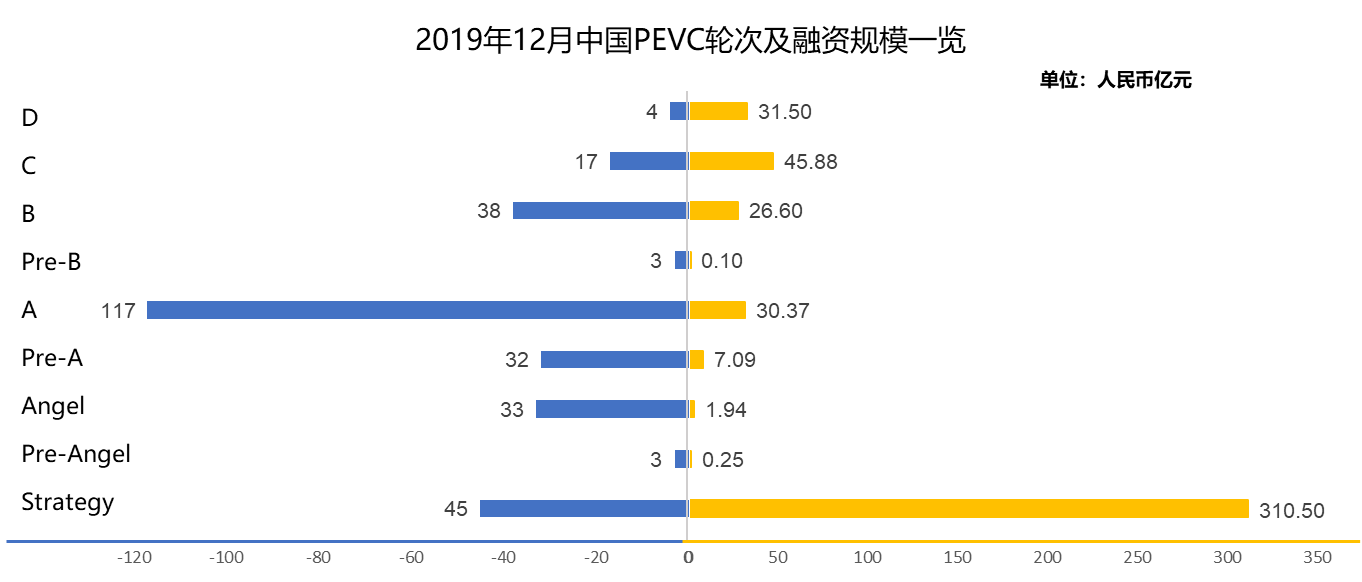 2019年12月中国PEVC轮次及融资规模一览
单位：人民币亿元
D 4 31.50
C 17 45.88
B 38 26.60
Pre-B 3 0.10
A 117 30.37
Pre-A 32 7.09
Angel 33 1.94
Pre-Angel 3 0.25
Strategy 45 310.50
-120 -100 -80 -60 -40 -20 0 50 100 150 200 250 300 350